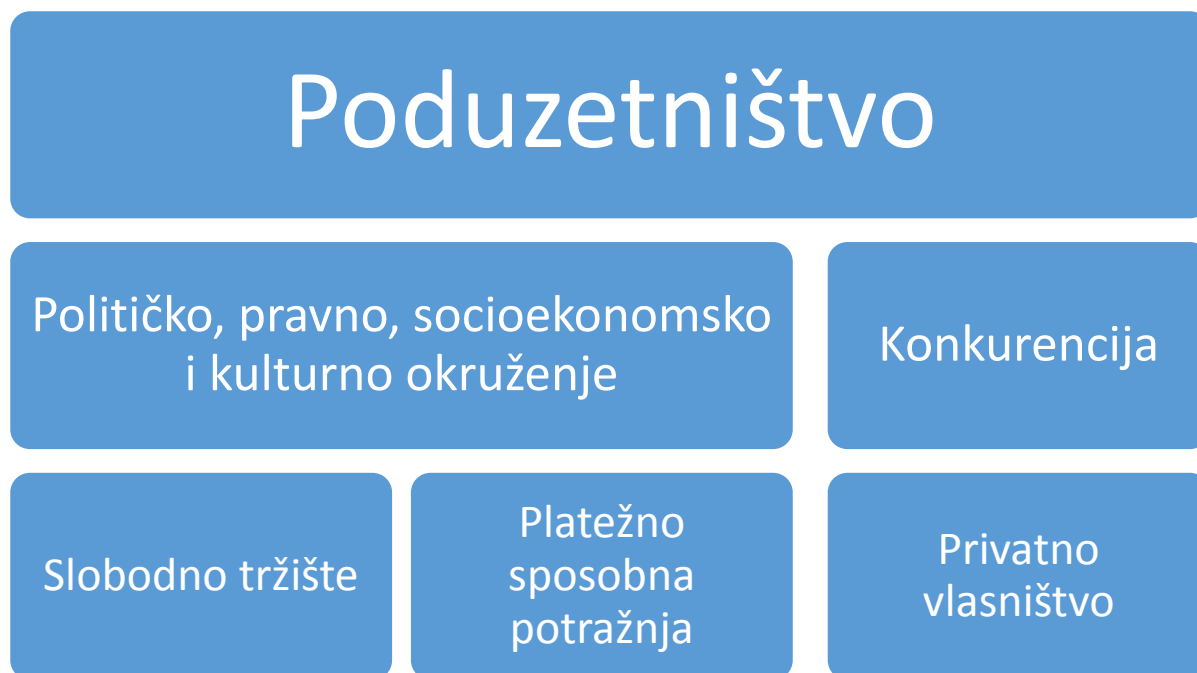 Poduzetništvo
Političko, pravno, socioekonomsko
i kulturno okruženje
Konkurencija
Slobodno tržište
Platežno
sposobna
potražnja
Privatno
vlasništvo